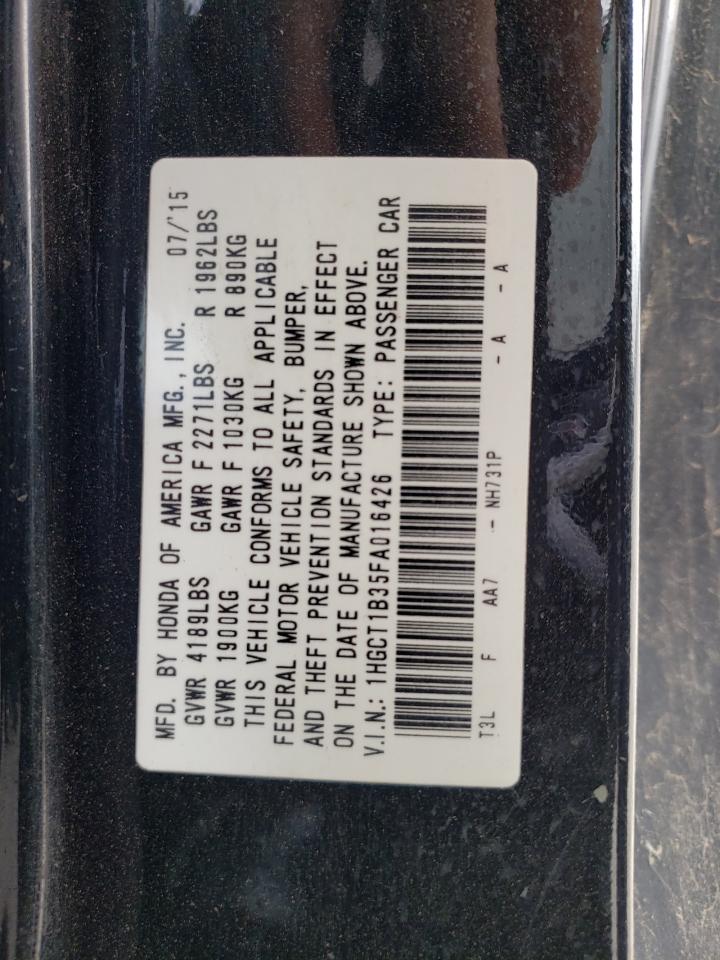 MFD. BY HONDA OF AMERICA MFG., INC. 07/'15
GVWR 4189LBS GAWR F 2271LBS R 1962LBS
GVWR 1900KG GAWR F 1030KG R 890KG
THIS VEHICLE CONFORMS TO ALL APPLICABLE
FEDERAL MOTOR VEHICLE SAFETY, BUMPER,
AND THEFT PREVENTION STANDARDS IN EFFECT
ON THE DATE OF MANUFACTURE SHOWN ABOVE.
V.I.N.: 1HGCT1B35FA016426 TYPE: PASSENGER CAR
T3L F AA7 - NH731P - A - A